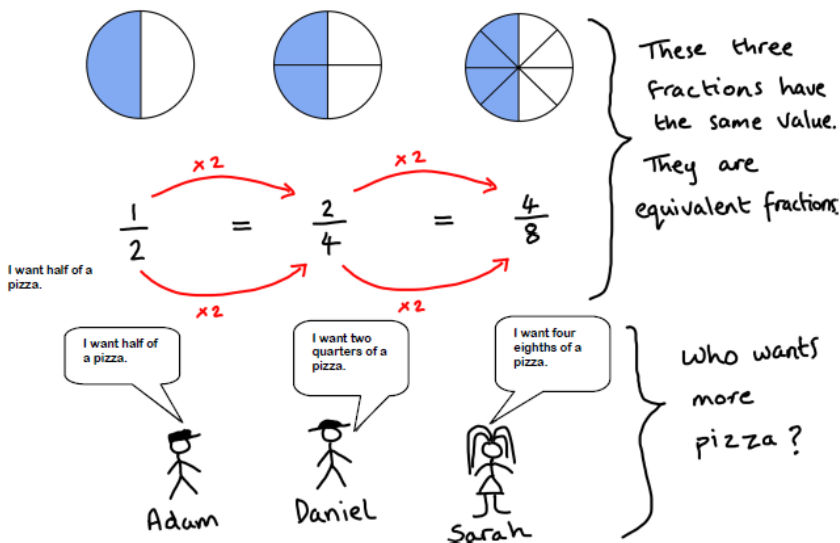 These three
fractions have
the same value.
They are
equivalent fractions.
×2 ×2
1/2 = 2/4 = 4/8
×2 ×2
I want half of a
pizza.
I want half of
a pizza.
I want two
quarters of a
pizza.
I want four
eighths of a
pizza.
Who wants
more
pizza?
Adam Daniel Sarah